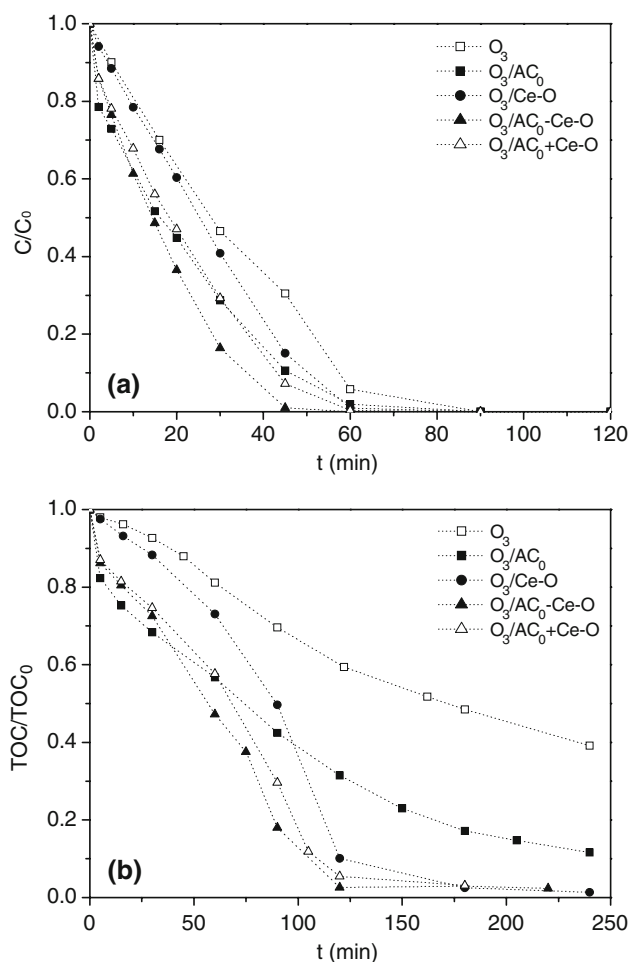 1.0
0.8
0.6
0.4
0.2
0.0
C/C₀
O₃
O₃/AC₀
O₃/Ce-O
O₃/AC₀-Ce-O
O₃/AC₀+Ce-O
(a)
0 20 40 60 80 100 120
t (min)
1.0
0.8
0.6
0.4
0.2
0.0
TOC/TOC₀
O₃
O₃/AC₀
O₃/Ce-O
O₃/AC₀-Ce-O
O₃/AC₀+Ce-O
(b)
0 50 100 150 200 250
t (min)